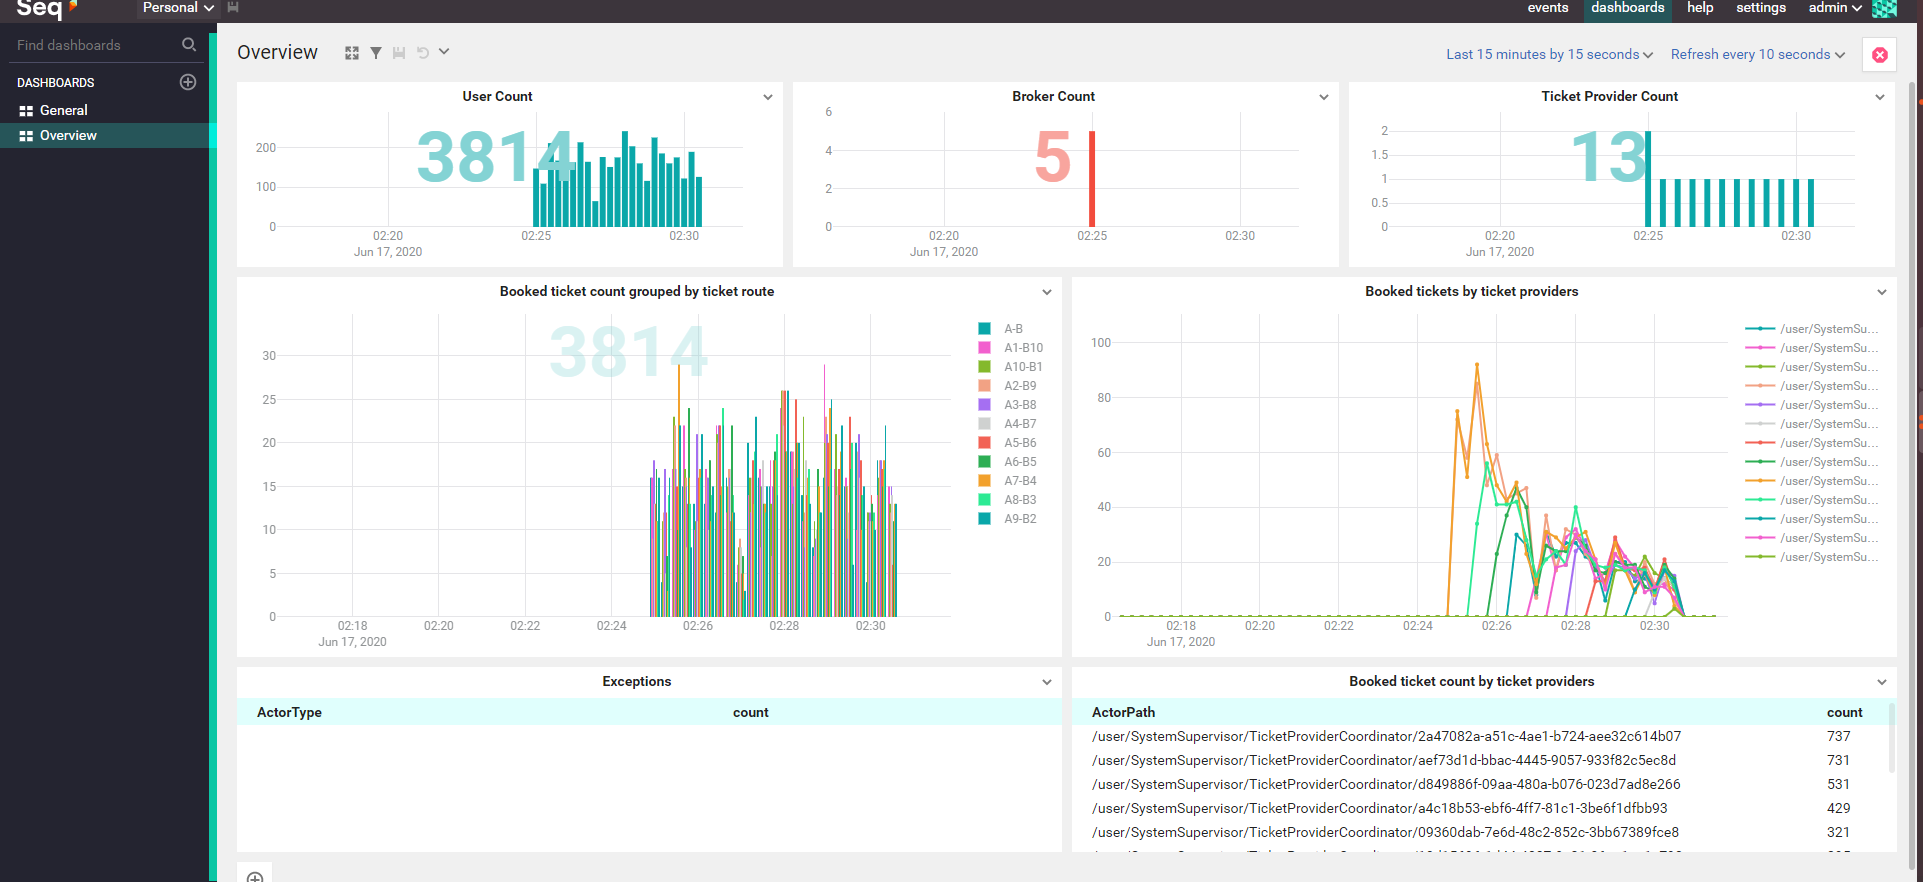 Seq
Personal
events dashboards help settings admin
Find dashboards
DASHBOARDS
General
Overview
Overview
Last 15 minutes by 15 seconds
Refresh every 10 seconds
User Count
3814
200
100
0
02:20 02:25 02:30
Jun 17, 2020
Broker Count
5
6
4
2
0
02:20 02:25 02:30
Jun 17, 2020
Ticket Provider Count
13
2
1.5
1
0.5
0
02:20 02:25 02:30
Jun 17, 2020
Booked ticket count grouped by ticket route
3814
30
25
20
15
10
5
0
02:18 02:20 02:22 02:24 02:26 02:28 02:30
Jun 17, 2020
A-B
A1-B10
A10-B1
A2-B9
A3-B8
A4-B7
A5-B6
A6-B5
A7-B4
A8-B3
A9-B2
Booked tickets by ticket providers
100
80
60
40
20
0
02:18 02:20 02:22 02:24 02:26 02:28 02:30
Jun 17, 2020
/user/SystemSu...
/user/SystemSu...
/user/SystemSu...
/user/SystemSu...
/user/SystemSu...
/user/SystemSu...
/user/SystemSu...
/user/SystemSu...
/user/SystemSu...
/user/SystemSu...
/user/SystemSu...
/user/SystemSu...
/user/SystemSu...
Exceptions
ActorType count
Booked ticket count by ticket providers
ActorPath count
/user/SystemSupervisor/TicketProviderCoordinator/2a47082a-a51c-4ae1-b724-aee32c614b07 737
/user/SystemSupervisor/TicketProviderCoordinator/aef73d1d-bbac-4445-9057-933f82c5ec8d 731
/user/SystemSupervisor/TicketProviderCoordinator/d849886f-09aa-480a-b076-023d7ad8e266 531
/user/SystemSupervisor/TicketProviderCoordinator/a4c18b53-ebf6-4ff7-81c1-3be6f1dfbb93 429
/user/SystemSupervisor/TicketProviderCoordinator/09360dab-7e6d-48c2-852c-3bb67389fce8 321